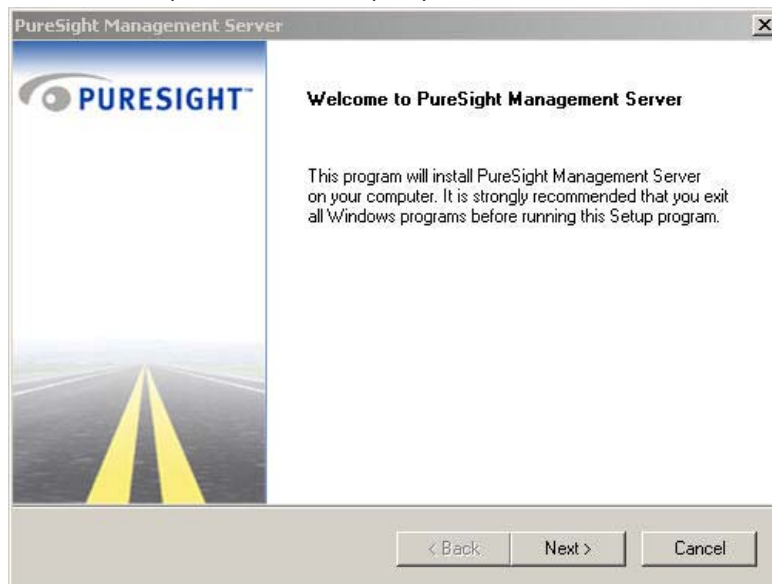 PureSight Management Server
PURESIGHT™
Welcome to PureSight Management Server
This program will install PureSight Management Server
on your computer. It is strongly recommended that you exit
all Windows programs before running this Setup program.
< Back
Next >
Cancel